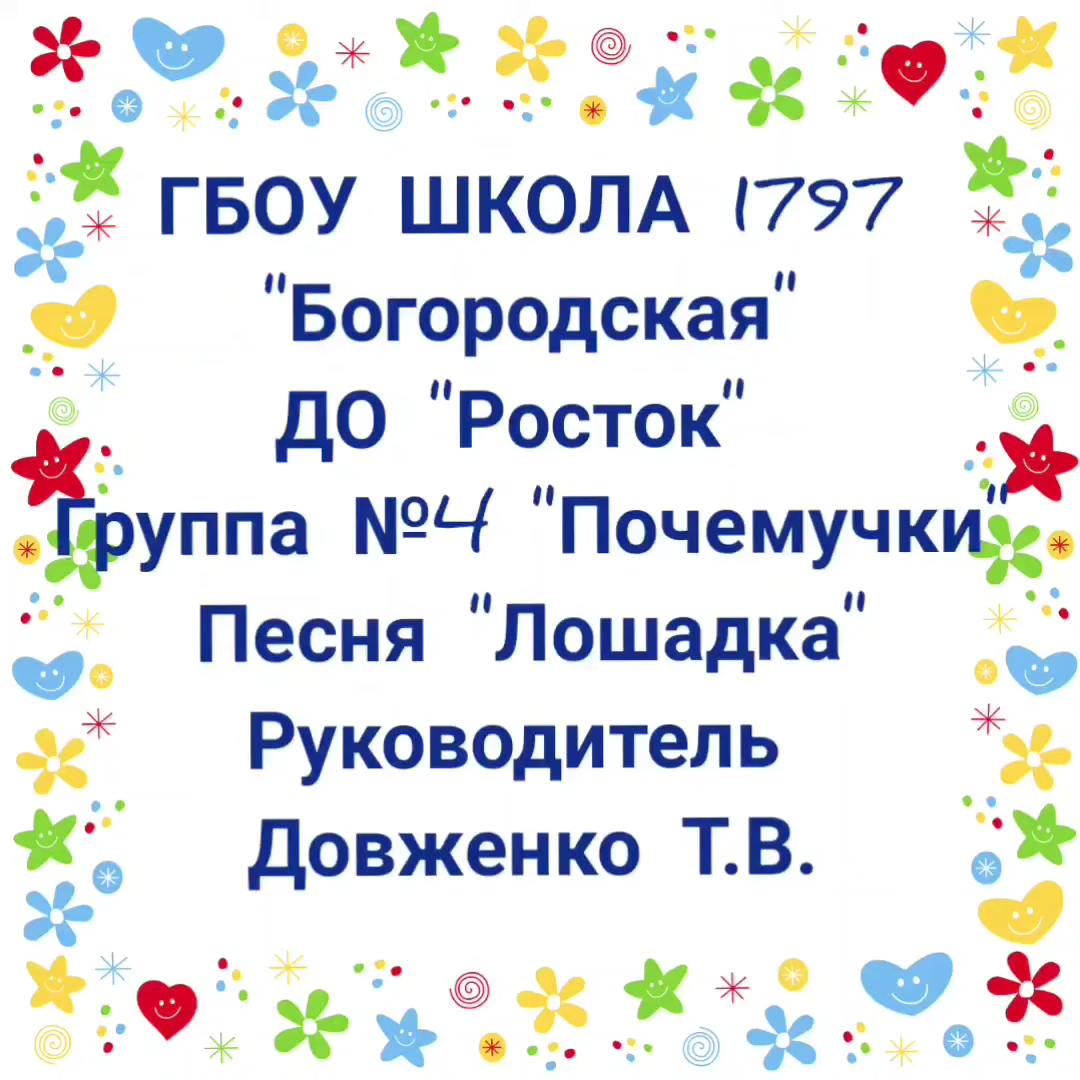 ГБОУ ШКОЛА 1797
"Богородская"
ДО "Росток"
Группа №4 "Почемучки"
Песня "Лошадка"
Руководитель
Довженко Т.В.